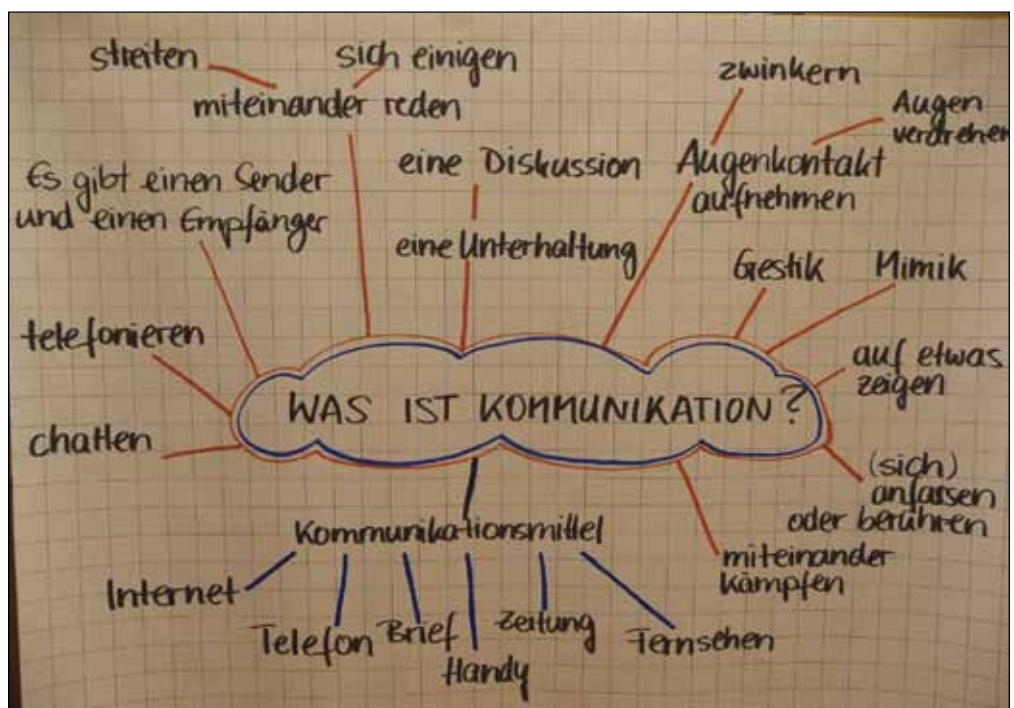 streiten
sich einigen
miteinander reden
zwinkern
Augen
verdrehen
Augenkontakt
aufnehmen
eine Diskussion
eine Unterhaltung
Es gibt einen Sender
und einen Empfänger
Gestik
Mimik
telefonieren
auf etwas
zeigen
WAS IST KOMMUNIKATION?
chatten
(sich)
anfassen
oder berühren
Kommunikationsmittel
miteinander
kämpfen
Internet
Telefon
Brief
Handy
Zeitung
Fernsehen